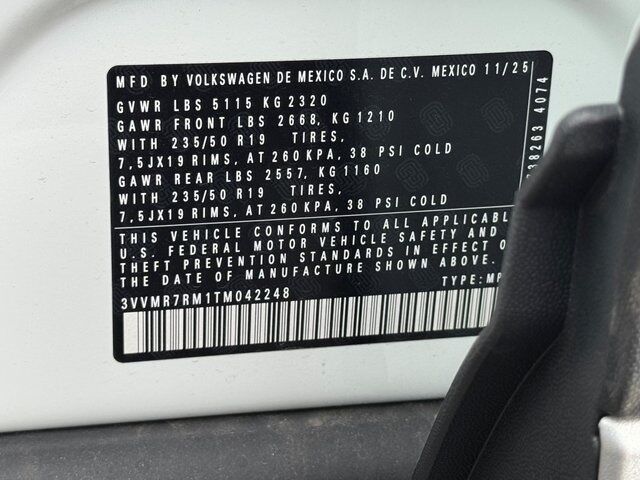 MFD BY VOLKSWAGEN DE MEXICO S.A. DE C.V. MEXICO 11/25
GVWR LBS 5115 KG 2320
GAWR FRONT LBS 2668, KG 1210
WITH 235/50 R19 TIRES,
7,5JX19 RIMS, AT 260 KPA, 38 PSI COLD
GAWR REAR LBS 2557, KG 1160
WITH 235/50 R19 TIRES,
7,5JX19 RIMS, AT 260 KPA, 38 PSI COLD
THIS VEHICLE CONFORMS TO ALL APPLICABLE
U.S. FEDERAL MOTOR VEHICLE SAFETY AND
THEFT PREVENTION STANDARDS IN EFFECT O
THE DATE OF MANUFACTURE SHOWN ABOVE.
3VVMR7RM1TM042248 TYPE: MP
38263 4074